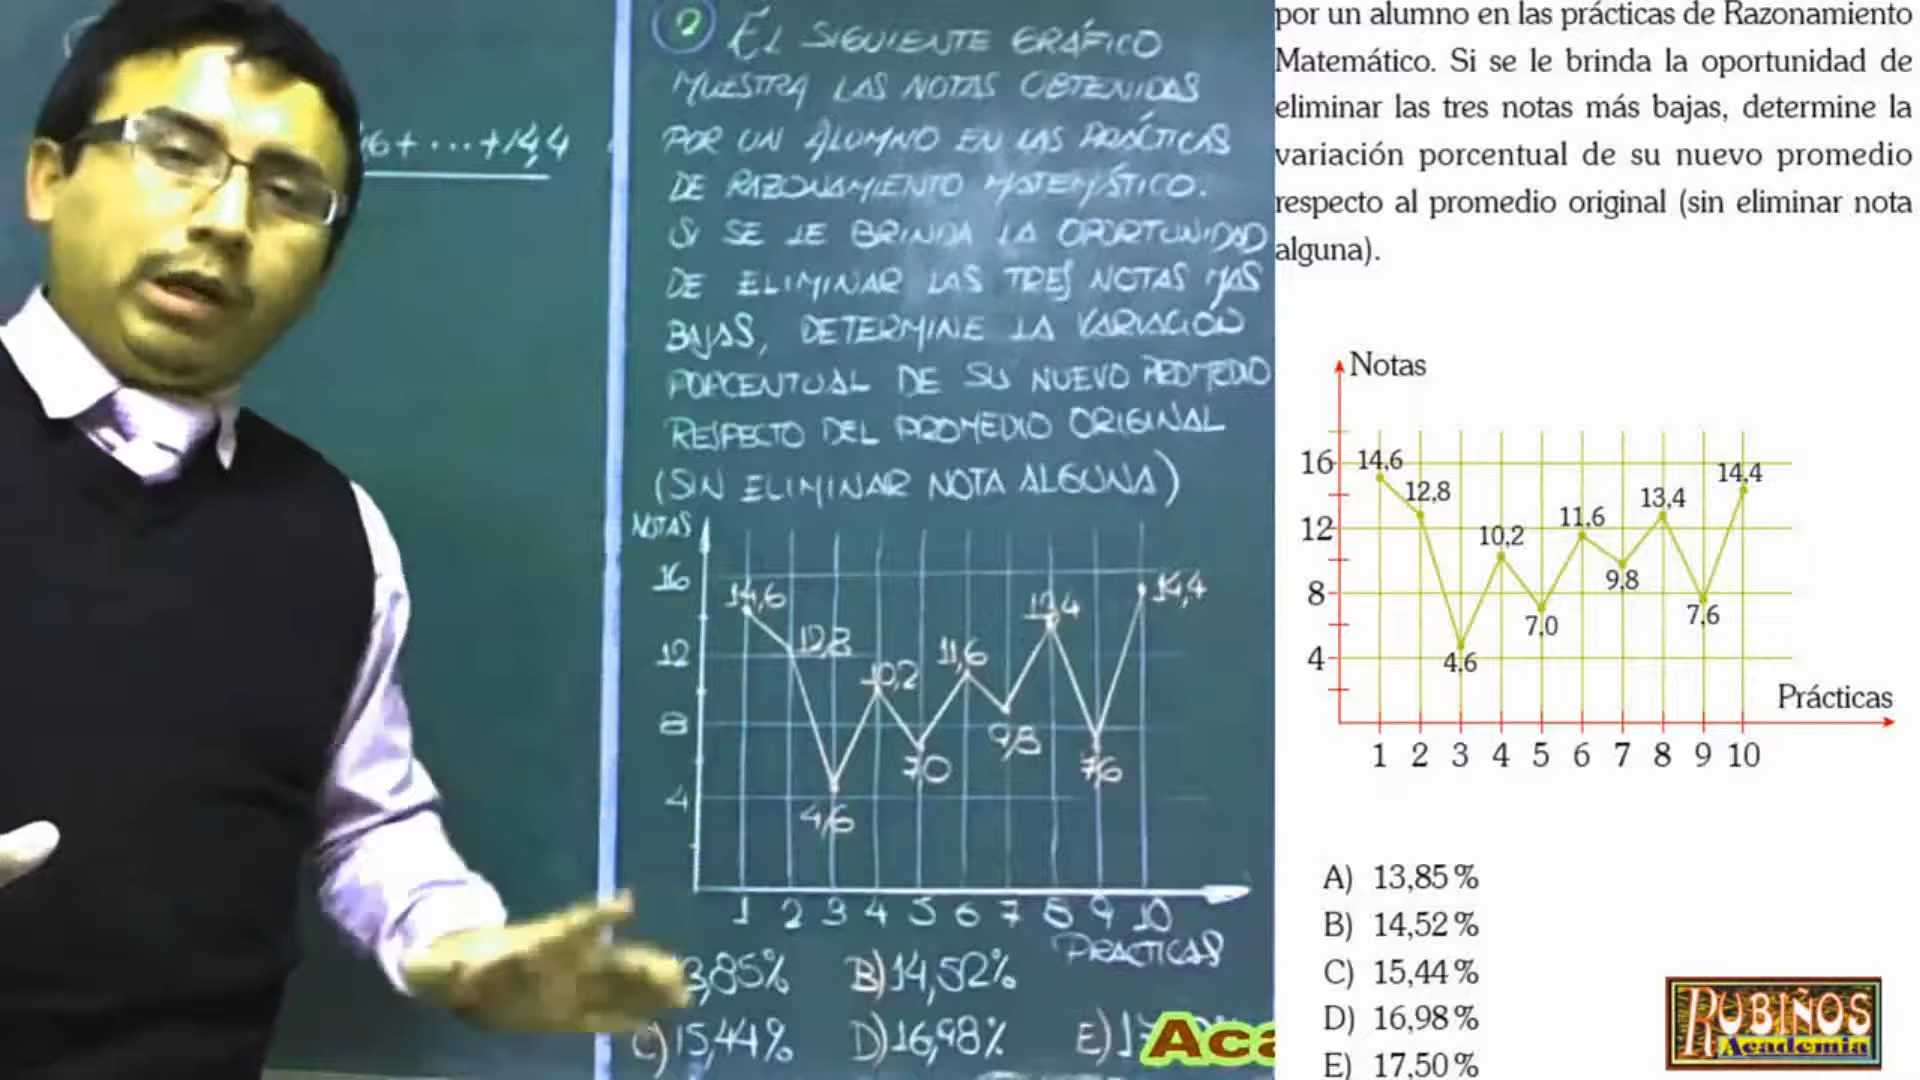 16+ ... +14,4
2 EL SIGUIENTE GRÁFICO
MUESTRA LAS NOTAS OBTENIDAS
POR UN ALUMNO EN LAS PRÁCTICAS
DE RAZONAMIENTO MATEMÁTICO.
SI SE LE BRINDA LA OPORTUNIDAD
DE ELIMINAR LAS TRES NOTAS MAS
BAJAS, DETERMINE LA VARIACIÓN
PORCENTUAL DE SU NUEVO PROMEDIO
RESPECTO DEL PROMEDIO ORIGINAL
(SIN ELIMINAR NOTA ALGUNA)
NOTAS
16
12
8
4
14,6
12,8
4,6
10,2
7,0
11,6
9,8
13,4
7,6
14,4
1 2 3 4 5 6 7 8 9 10
PRACTICAS
3,85% B) 14,52%
C) 15,44% D) 16,98% E) 1
Aca
por un alumno en las prácticas de Razonamiento
Matemático. Si se le brinda la oportunidad de
eliminar las tres notas más bajas, determine la
variación porcentual de su nuevo promedio
respecto al promedio original (sin eliminar nota
alguna).
Notas
16
12
8
4
14,6
12,8
4,6
10,2
7,0
11,6
9,8
13,4
7,6
14,4
Prácticas
1 2 3 4 5 6 7 8 9 10
A) 13,85 %
B) 14,52 %
C) 15,44 %
D) 16,98 %
E) 17,50 %
RUBIÑOS
Academia